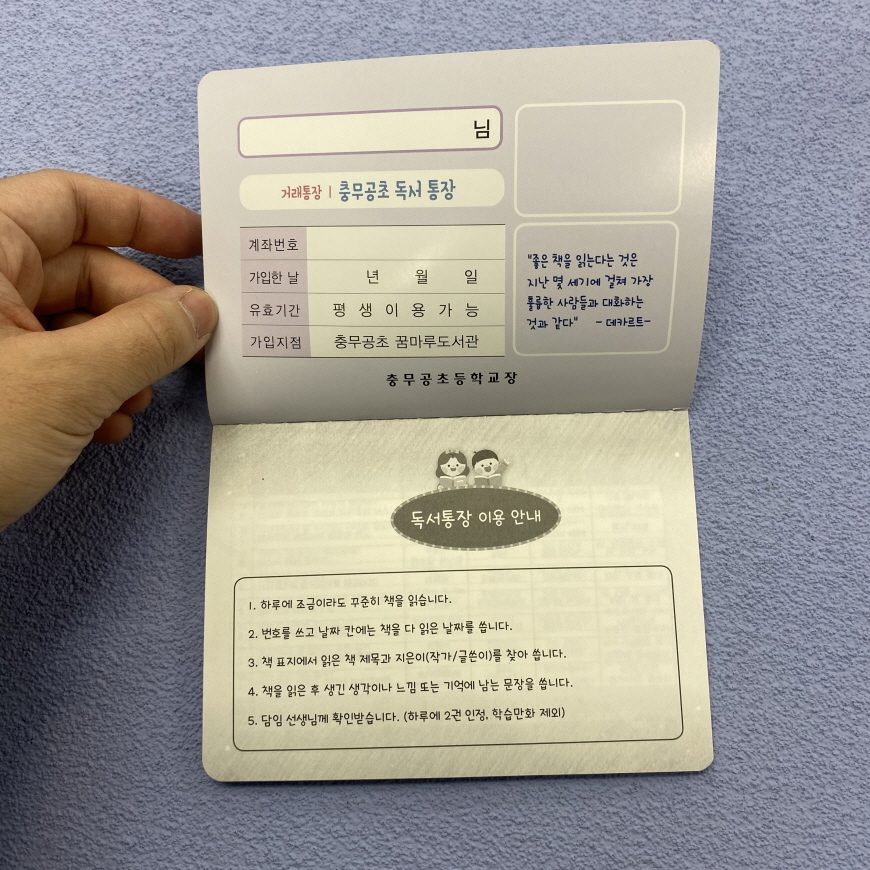 님
거래통장 | 충무공초 독서 통장
계좌번호
가입한 날 년 월 일
유효기간 평 생 이 용 가 능
가입지점 충무공초 꿈마루도서관
"좋은 책을 읽는다는 것은
지난 몇 세기에 걸쳐 가장
훌륭한 사람들과 대화하는
것과 같다" - 데카르트-
충무공초등학교장
독서통장 이용 안내
1. 하루에 조금이라도 꾸준히 책을 읽습니다.
2. 번호를 쓰고 날짜 칸에는 책을 다 읽은 날짜를 씁니다.
3. 책 표지에서 읽은 책 제목과 지은이(작가/글쓴이)를 찾아 씁니다.
4. 책을 읽은 후 생긴 생각이나 느낌 또는 기억에 남는 문장을 씁니다.
5. 담임 선생님께 확인받습니다. (하루에 2권 인정, 학습만화 제외)